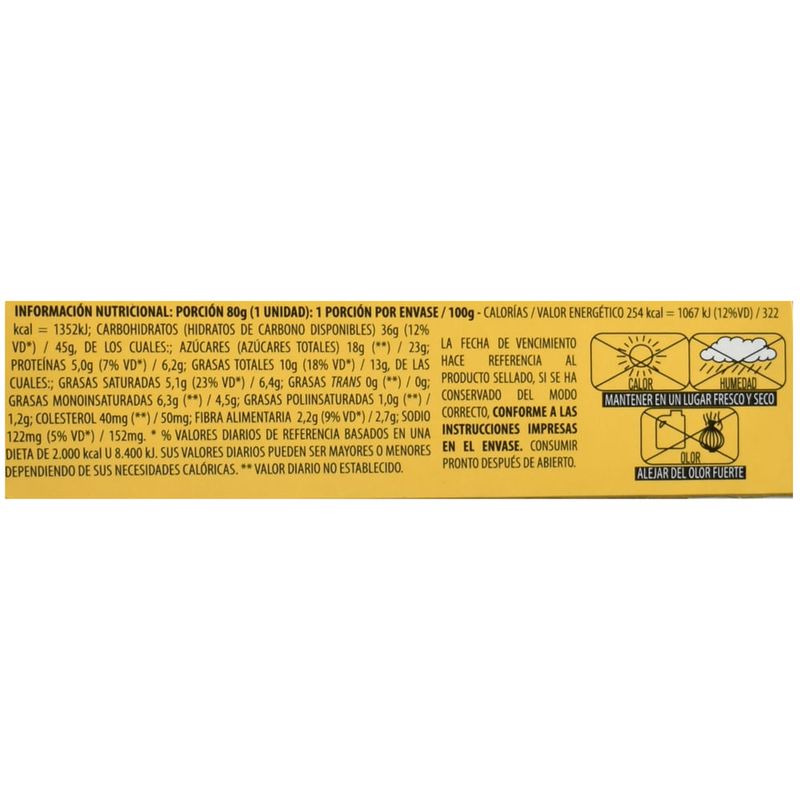 INFORMACIÓN NUTRICIONAL: PORCIÓN 80g (1 UNIDAD): 1 PORCIÓN POR ENVASE / 100g - CALORÍAS / VALOR ENERGÉTICO 254 kcal = 1067 kJ (12%VD) / 322
kcal = 1352kJ; CARBOHIDRATOS (HIDRATOS DE CARBONO DISPONIBLES) 36g (12%
VD*) / 45g, DE LOS CUALES:; AZÚCARES (AZÚCARES TOTALES) 18g (**) / 23g;
PROTEÍNAS 5,0g (7% VD*) / 6,2g; GRASAS TOTALES 10g (18% VD*) / 13g, DE LAS
CUALES:; GRASAS SATURADAS 5,1g (23% VD*) / 6,4g; GRASAS TRANS 0g (**) / 0g;
GRASAS MONOINSATURADAS 6,3g (**) / 4,5g; GRASAS POLIINSATURADAS 1,0g (**) /
1,2g; COLESTEROL 40mg (**) / 50mg; FIBRA ALIMENTARIA 2,2g (9% VD*) / 2,7g; SODIO
122mg (5% VD*) / 152mg. * % VALORES DIARIOS DE REFERENCIA BASADOS EN UNA
DIETA DE 2.000 kcal U 8.400 kJ. SUS VALORES DIARIOS PUEDEN SER MAYORES O MENORES
DEPENDIENDO DE SUS NECESIDADES CALÓRICAS. ** VALOR DIARIO NO ESTABLECIDO.
LA FECHA DE VENCIMIENTO
HACE REFERENCIA AL
PRODUCTO SELLADO, SI SE HA
CONSERVADO DEL MODO
CORRECTO, CONFORME A LAS
INSTRUCCIONES IMPRESAS
EN EL ENVASE. CONSUMIR
PRONTO DESPUÉS DE ABIERTO.
CALOR
HUMEDAD
MANTENER EN UN LUGAR FRESCO Y SECO
OLOR
ALEJAR DEL OLOR FUERTE